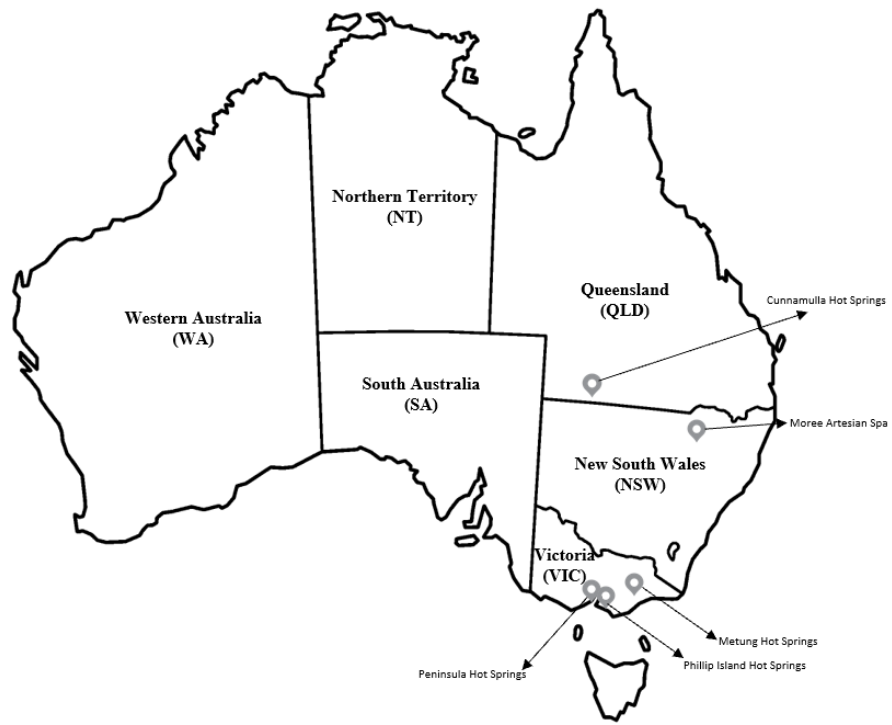 Northern Territory
(NT)
Queensland
(QLD)
Cunnamulla Hot Springs
Western Australia
(WA)
South Australia
(SA)
Moree Artesian Spa
New South Wales
(NSW)
Victoria
(VIC)
Metung Hot Springs
Phillip Island Hot Springs
Peninsula Hot Springs